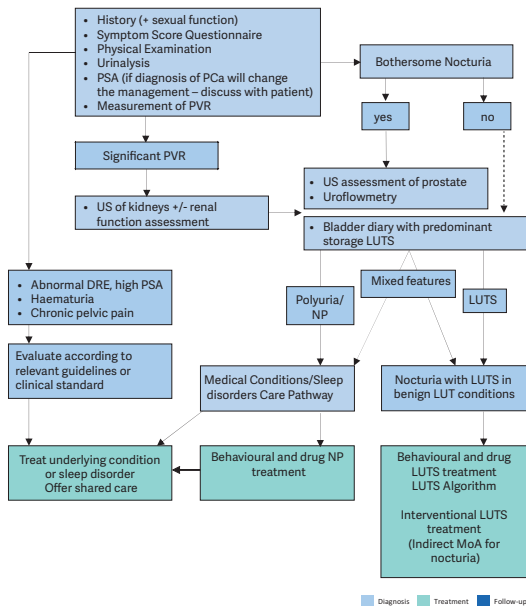 • History (+ sexual function)
• Symptom Score Questionnaire
• Physical Examination
• Urinalysis
• PSA (if diagnosis of PCa will change
the management – discuss with patient)
• Measurement of PVR
Bothersome Nocturia
yes
no
Significant PVR
• US assessment of prostate
• Uroflowmetry
• US of kidneys +/- renal
function assessment
• Bladder diary with predominant
storage LUTS
• Abnormal DRE, high PSA
• Haematuria
• Chronic pelvic pain
Polyuria/
NP
Mixed features
LUTS
Evaluate according to
relevant guidelines or
clinical standard
Medical Conditions/Sleep
disorders Care Pathway
Nocturia with LUTS in
benign LUT conditions
Treat underlying condition
or sleep disorder
Offer shared care
Behavioural and drug NP
treatment
Behavioural and drug
LUTS treatment
LUTS Algorithm
Interventional LUTS
treatment
(Indirect MoA for
nocturia)
Diagnosis
Treatment
Follow-up